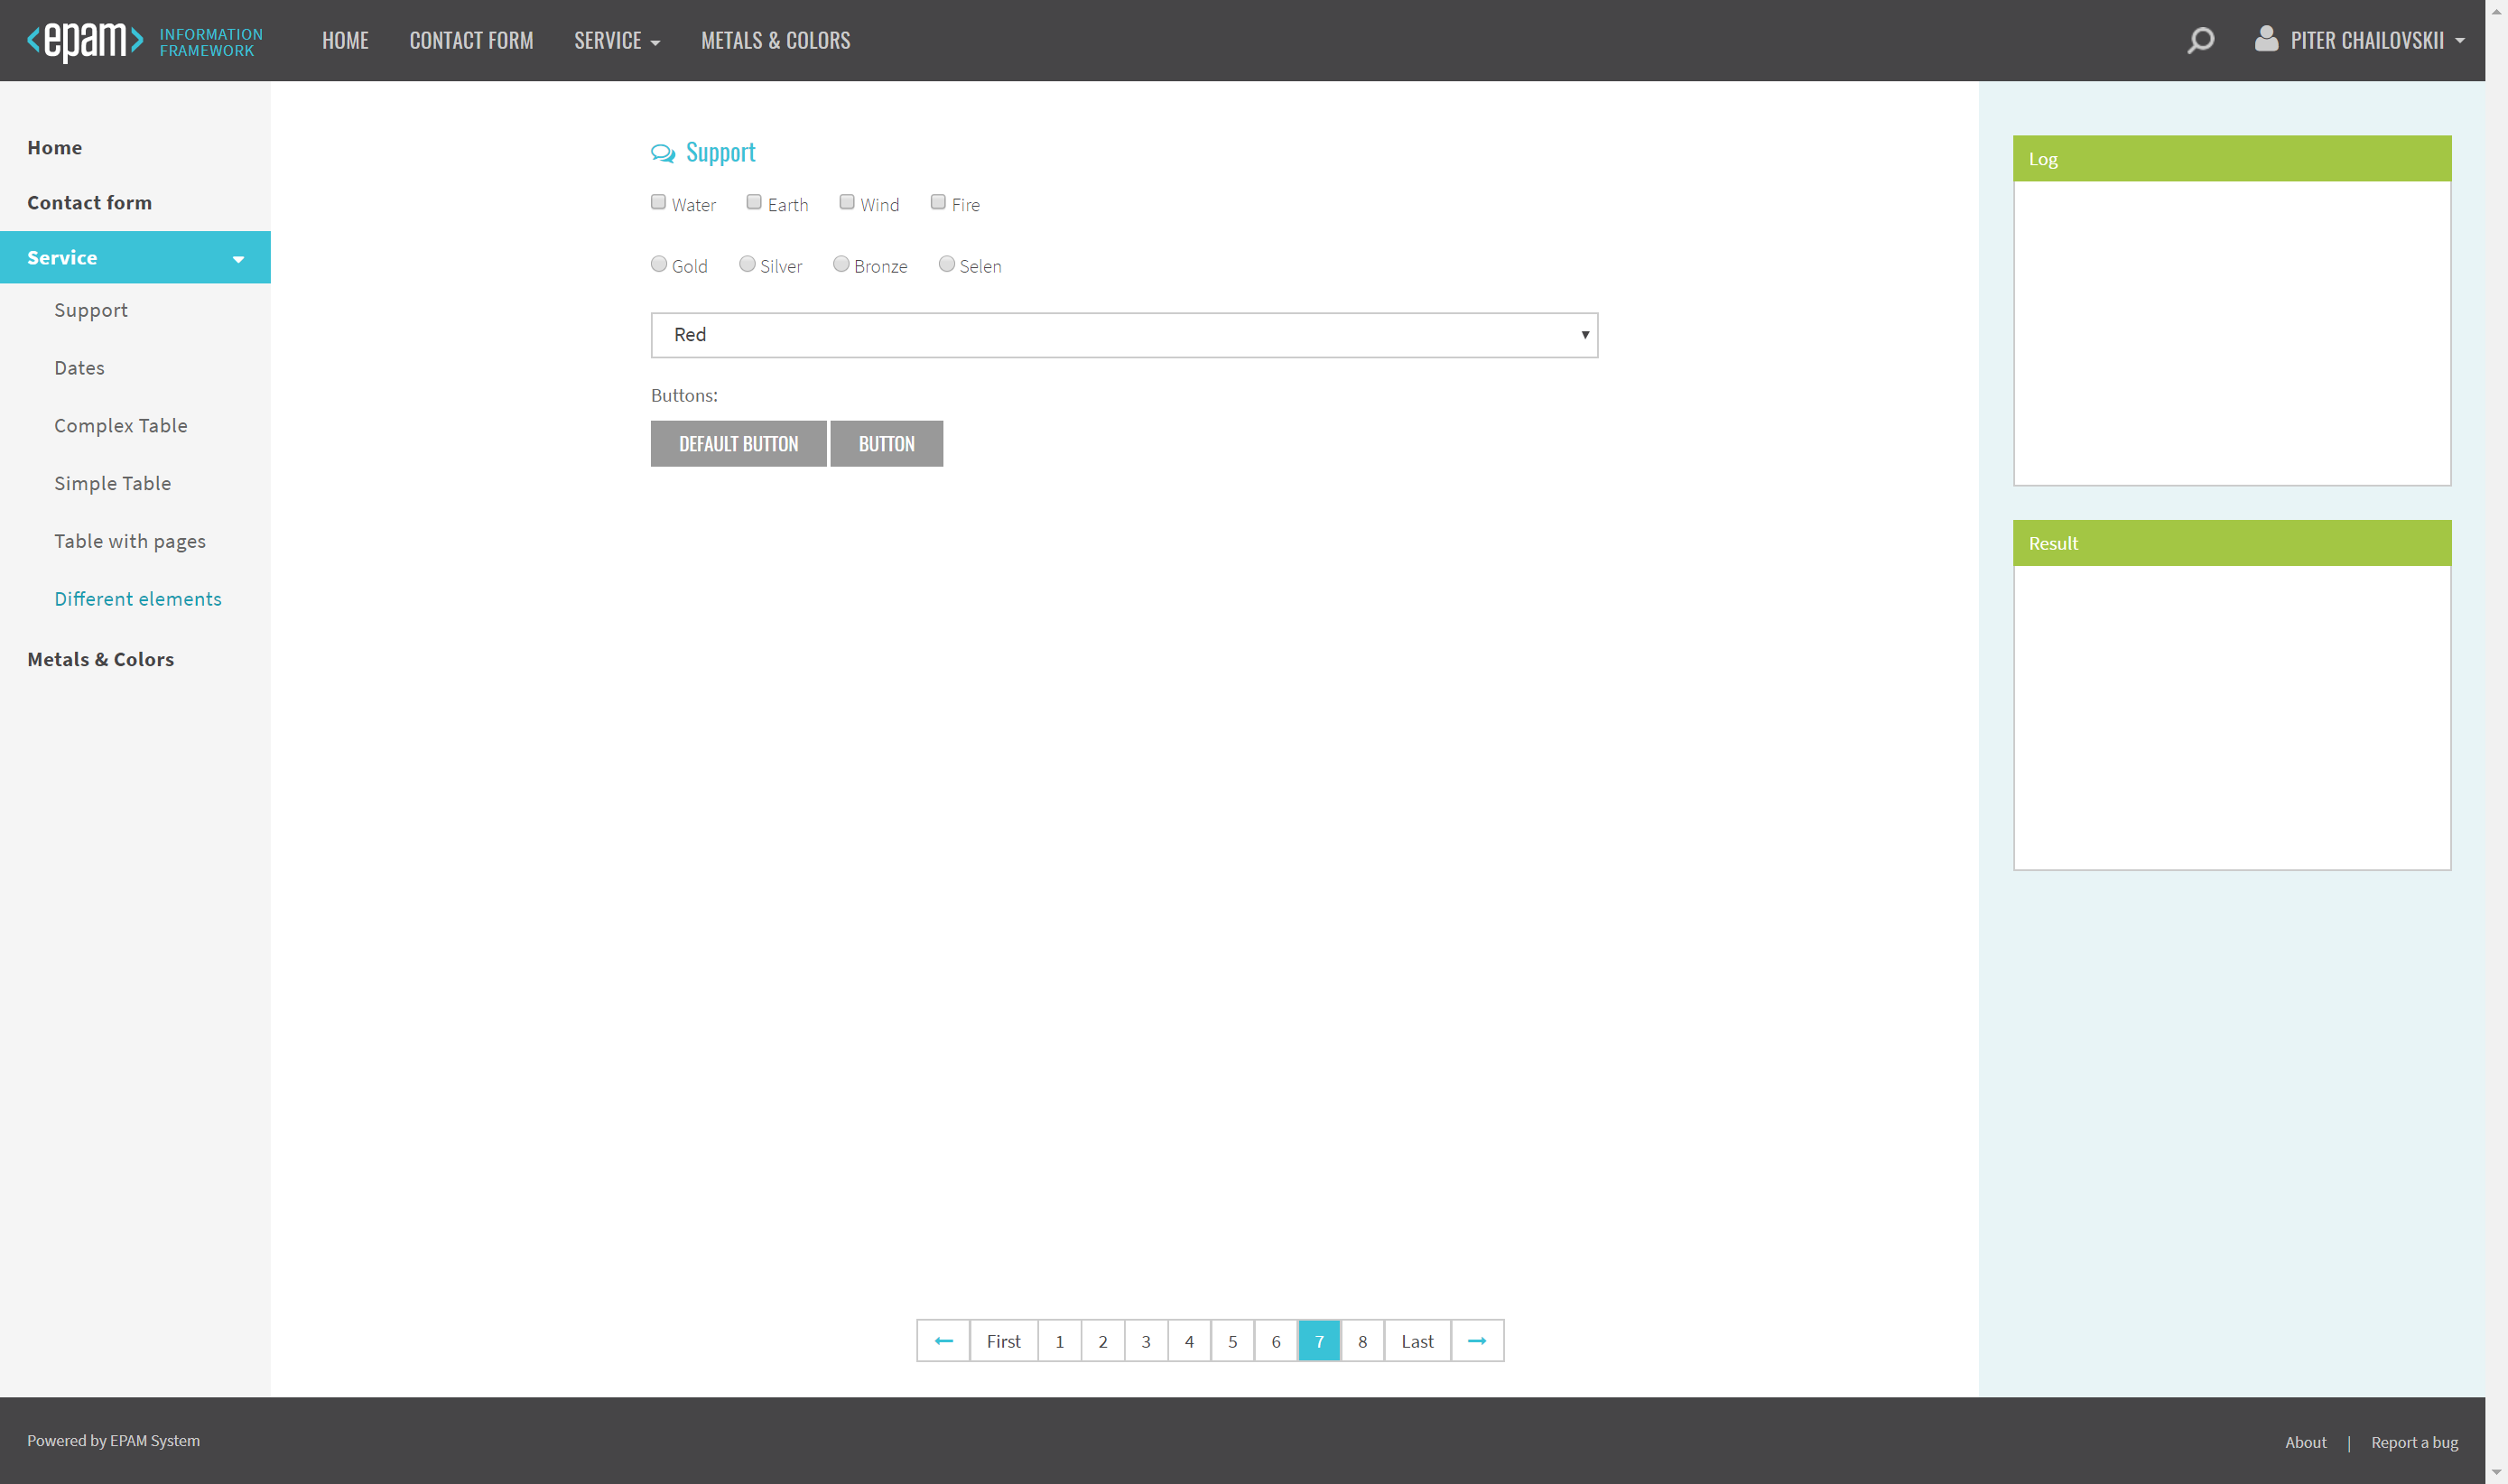 <epam> INFORMATION
FRAMEWORK
HOME CONTACT FORM SERVICE METALS & COLORS PITER CHAILOVSKII
Home
Contact form
Service
Support
Dates
Complex Table
Simple Table
Table with pages
Different elements
Metals & Colors
Support
Water Earth Wind Fire
Gold Silver Bronze Selen
Red
Buttons:
DEFAULT BUTTON BUTTON
Log
Result
First 1 2 3 4 5 6 7 8 Last
Powered by EPAM System
About | Report a bug